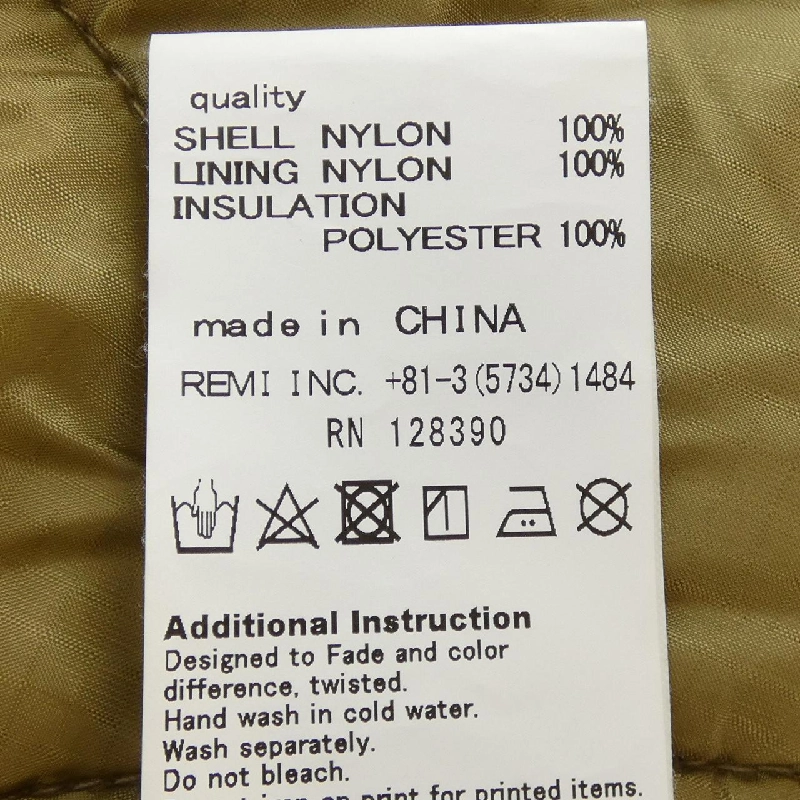 quality
SHELL NYLON 100%
LINING NYLON 100%
INSULATION
POLYESTER 100%
made in CHINA
REMI INC. +81-3(5734)1484
RN 128390
Additional Instruction
Designed to Fade and color
difference, twisted.
Hand wash in cold water.
Wash separately.
Do not bleach.
on print for printed items.